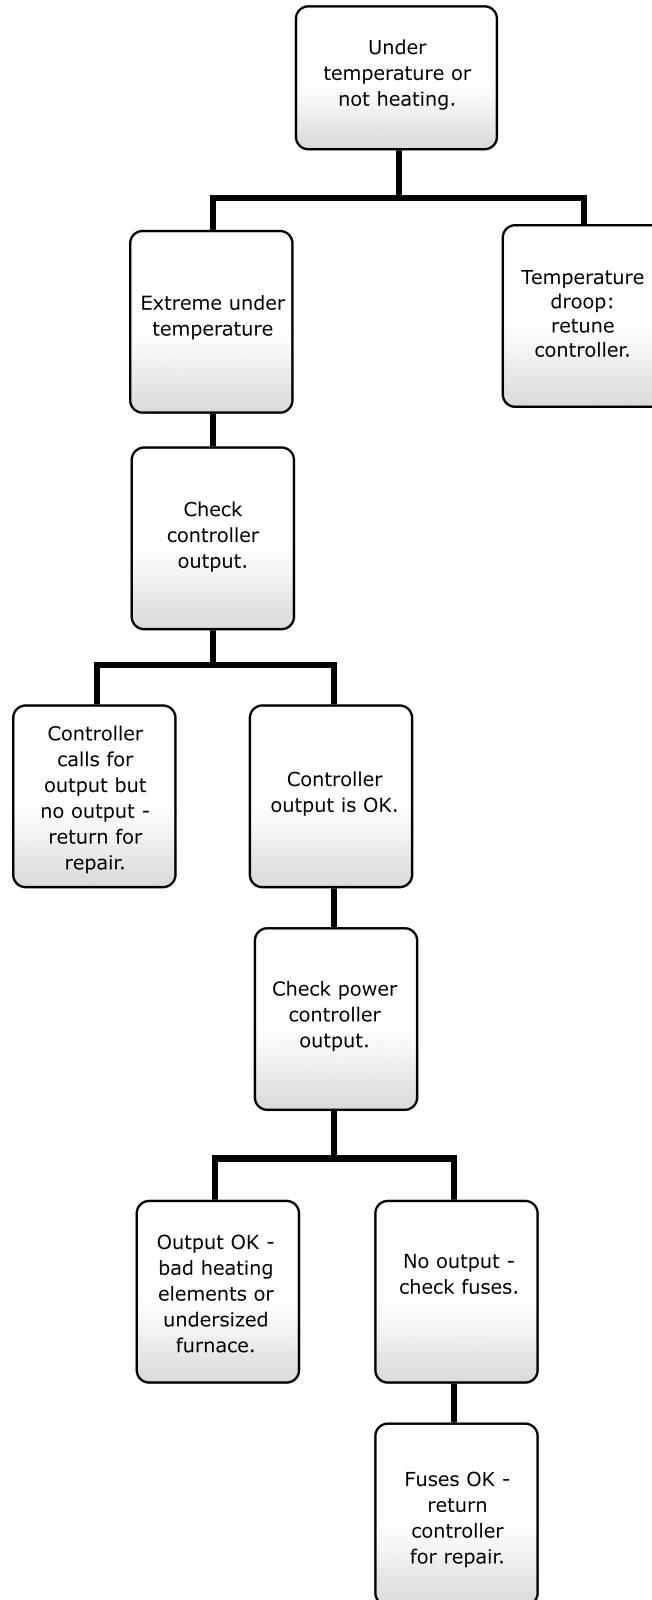 Under
temperature or
not heating.
Extreme under
temperature
Temperature
droop:
retune
controller.
Check
controller
output.
Controller
calls for
output but
no output -
return for
repair.
Controller
output is OK.
Check power
controller
output.
Output OK -
bad heating
elements or
undersized
furnace.
No output -
check fuses.
Fuses OK -
return
controller
for repair.